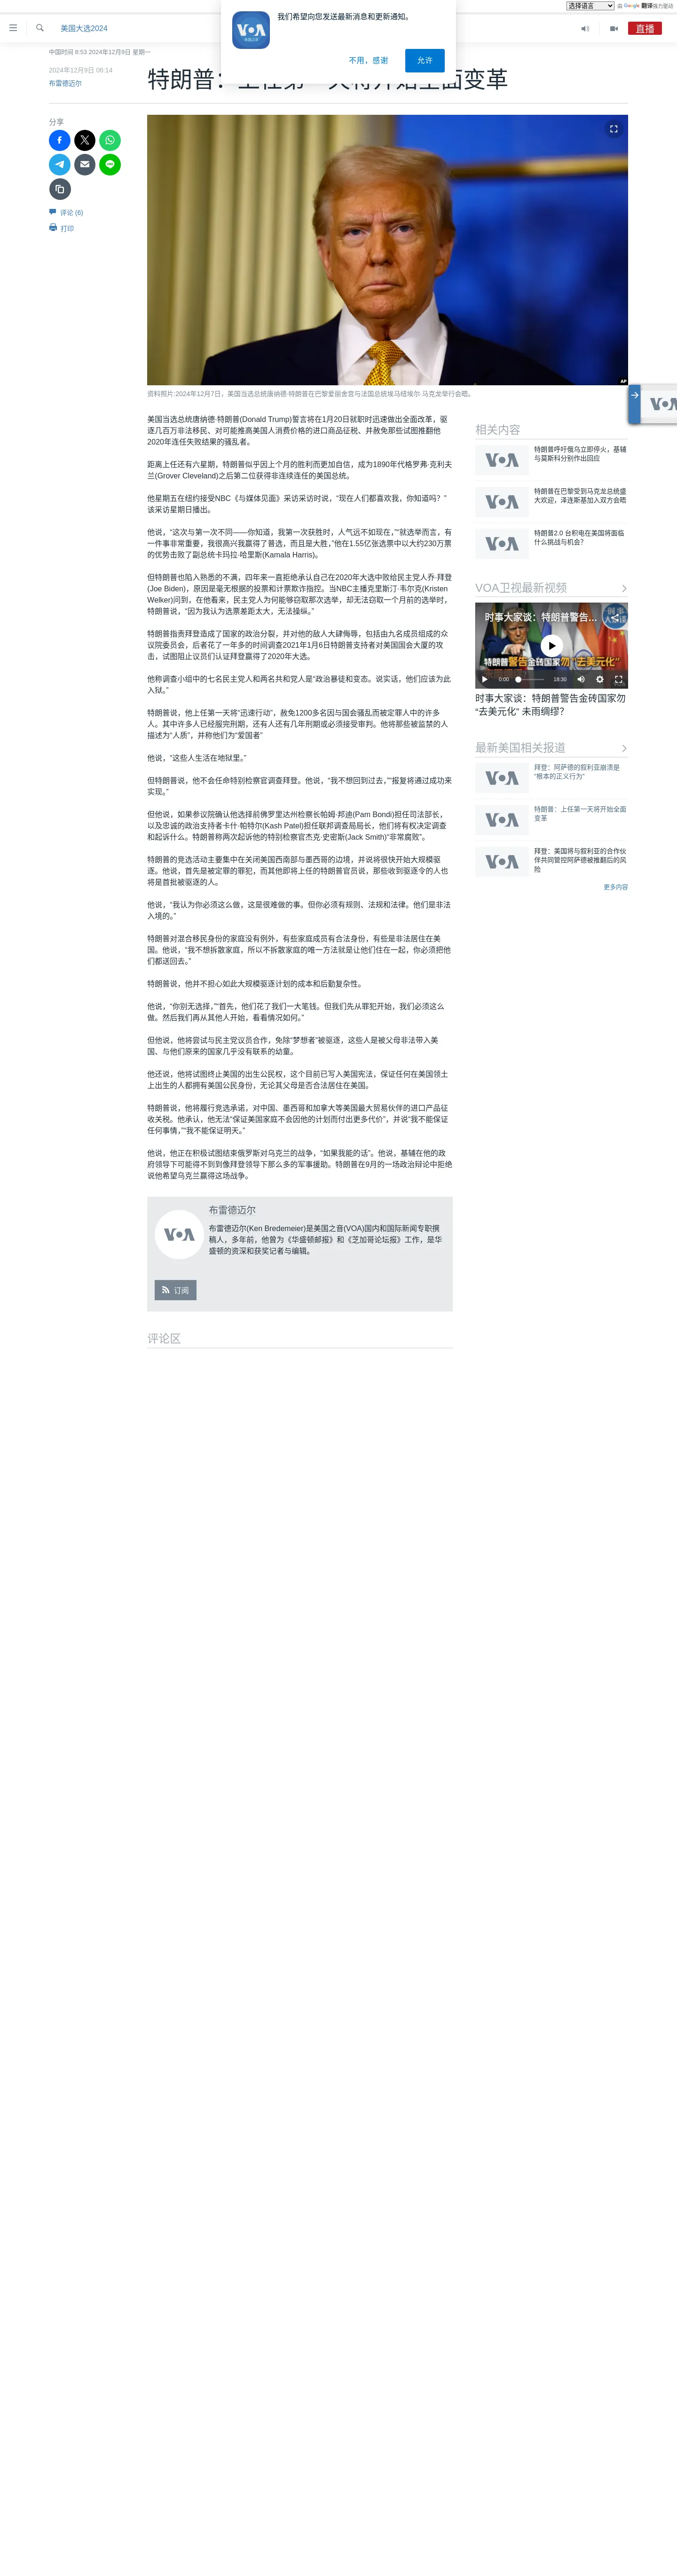 选择语言
由 Google 翻译强力驱动
我们希望向您发送最新消息和更新通知。
不用，感谢
允许
美国大选2024
直播
中国时间 8:53 2024年12月9日 星期一
2024年12月9日 06:14
布雷德迈尔
分享
评论 (6)
打印
AP
资料照片:2024年12月7日，美国当选总统唐纳德·特朗普在巴黎爱丽舍宫与法国总统埃马纽埃尔·马克龙举行会晤。
美国当选总统唐纳德·特朗普(Donald Trump)誓言将在1月20日就职时迅速做出全面改革，驱
逐几百万非法移民、对可能推高美国人消费价格的进口商品征税、并赦免那些试图推翻他
2020年连任失败结果的骚乱者。
距离上任还有六星期，特朗普似乎因上个月的胜利而更加自信，成为1890年代格罗弗·克利夫
兰(Grover Cleveland)之后第二位获得非连续连任的美国总统。
他星期五在纽约接受NBC《与媒体见面》采访采访时说，“现在人们都喜欢我，你知道吗？”
该采访星期日播出。
他说，“这次与第一次不同——你知道，我第一次获胜时，人气远不如现在，”“就选举而言，有
一件事非常重要，我很高兴我赢得了普选，而且是大胜，”他在1.55亿张选票中以大约230万票
的优势击败了副总统卡玛拉·哈里斯(Kamala Harris)。
但特朗普也陷入熟悉的不满，四年来一直拒绝承认自己在2020年大选中败给民主党人乔·拜登
(Joe Biden)，原因是毫无根据的投票和计票欺诈指控。当NBC主播克里斯汀·韦尔克(Kristen
Welker)问到，在他看来，民主党人为何能够窃取那次选举，却无法窃取一个月前的选举时，
特朗普说，“因为我认为选票差距太大，无法操纵。”
特朗普指责拜登造成了国家的政治分裂，并对他的敌人大肆侮辱，包括由九名成员组成的众
议院委员会，后者花了一年多的时间调查2021年1月6日特朗普支持者对美国国会大厦的攻
击，试图阻止议员们认证拜登赢得了2020年大选。
他称调查小组中的七名民主党人和两名共和党人是“政治暴徒和变态。说实话，他们应该为此
入狱。”
特朗普说，他上任第一天将“迅速行动”，赦免1200多名因与国会骚乱而被定罪人中的许多
人。其中许多人已经服完刑期，还有人还有几年刑期或必须接受审判。他将那些被监禁的人
描述为“人质”，并称他们为“爱国者”
他说，“这些人生活在地狱里。”
但特朗普说，他不会任命特别检察官调查拜登。他说，“我不想回到过去，”“报复将通过成功来
实现。”
但他说，如果参议院确认他选择前佛罗里达州检察长帕姆·邦迪(Pam Bondi)担任司法部长，
以及忠诚的政治支持者卡什·帕特尔(Kash Patel)担任联邦调查局局长，他们将有权决定调查
和起诉什么。特朗普称两次起诉他的特别检察官杰克·史密斯(Jack Smith)“非常腐败”。
特朗普的竞选活动主要集中在关闭美国西南部与墨西哥的边境，并说将很快开始大规模驱
逐。他说，首先是被定罪的罪犯，而其他即将上任的特朗普官员说，那些收到驱逐令的人也
将是首批被驱逐的人。
他说，“我认为你必须这么做，这是很难做的事。但你必须有规则、法规和法律。他们是非法
入境的。”
特朗普对混合移民身份的家庭没有例外，有些家庭成员有合法身份，有些是非法居住在美
国。他说，“我不想拆散家庭，所以不拆散家庭的唯一方法就是让他们住在一起，你必须把他
们都送回去。”
特朗普说，他并不担心如此大规模驱逐计划的成本和后勤复杂性。
他说，“你别无选择，”“首先，他们花了我们一大笔钱。但我们先从罪犯开始，我们必须这么
做。然后我们再从其他人开始，看看情况如何。”
但他说，他将尝试与民主党议员合作，免除“梦想者”被驱逐，这些人是被父母非法带入美
国、与他们原来的国家几乎没有联系的幼童。
他还说，他将试图终止美国的出生公民权，这个目前已写入美国宪法，保证任何在美国领土
上出生的人都拥有美国公民身份，无论其父母是否合法居住在美国。
特朗普说，他将履行竞选承诺，对中国、墨西哥和加拿大等美国最大贸易伙伴的进口产品征
收关税。他承认，他无法“保证美国家庭不会因他的计划而付出更多代价”，并说“我不能保证
任何事情，”“我不能保证明天。”
他说，他正在积极试图结束俄罗斯对乌克兰的战争，“如果我能的话”。他说，基辅在他的政
府领导下可能得不到到像拜登领导下那么多的军事援助。特朗普在9月的一场政治辩论中拒绝
说他希望乌克兰赢得这场战争。
布雷德迈尔
布雷德迈尔(Ken Bredemeier)是美国之音(VOA)国内和国际新闻专职撰
稿人，多年前，他曾为《华盛顿邮报》和《芝加哥论坛报》工作，是华
盛顿的资深和获奖记者与编辑。
订阅
评论区
相关内容
特朗普呼吁俄乌立即停火，基辅
与莫斯科分别作出回应
特朗普在巴黎受到马克龙总统盛
大欢迎，泽连斯基加入双方会晤
特朗普2.0 台积电在美国将面临
什么挑战与机会？
VOA卫视最新视频
时事大家谈：特朗普警告...
特朗普警告金砖国家勿“去美元化”
0:00
18:30
时事大家谈：特朗普警告金砖国家勿
“去美元化” 未雨绸缪？
最新美国相关报道
拜登：阿萨德的叙利亚崩溃是
“根本的正义行为”
特朗普：上任第一天将开始全面
变革
拜登：美国将与叙利亚的合作伙
伴共同管控阿萨德被推翻后的风
险
更多内容